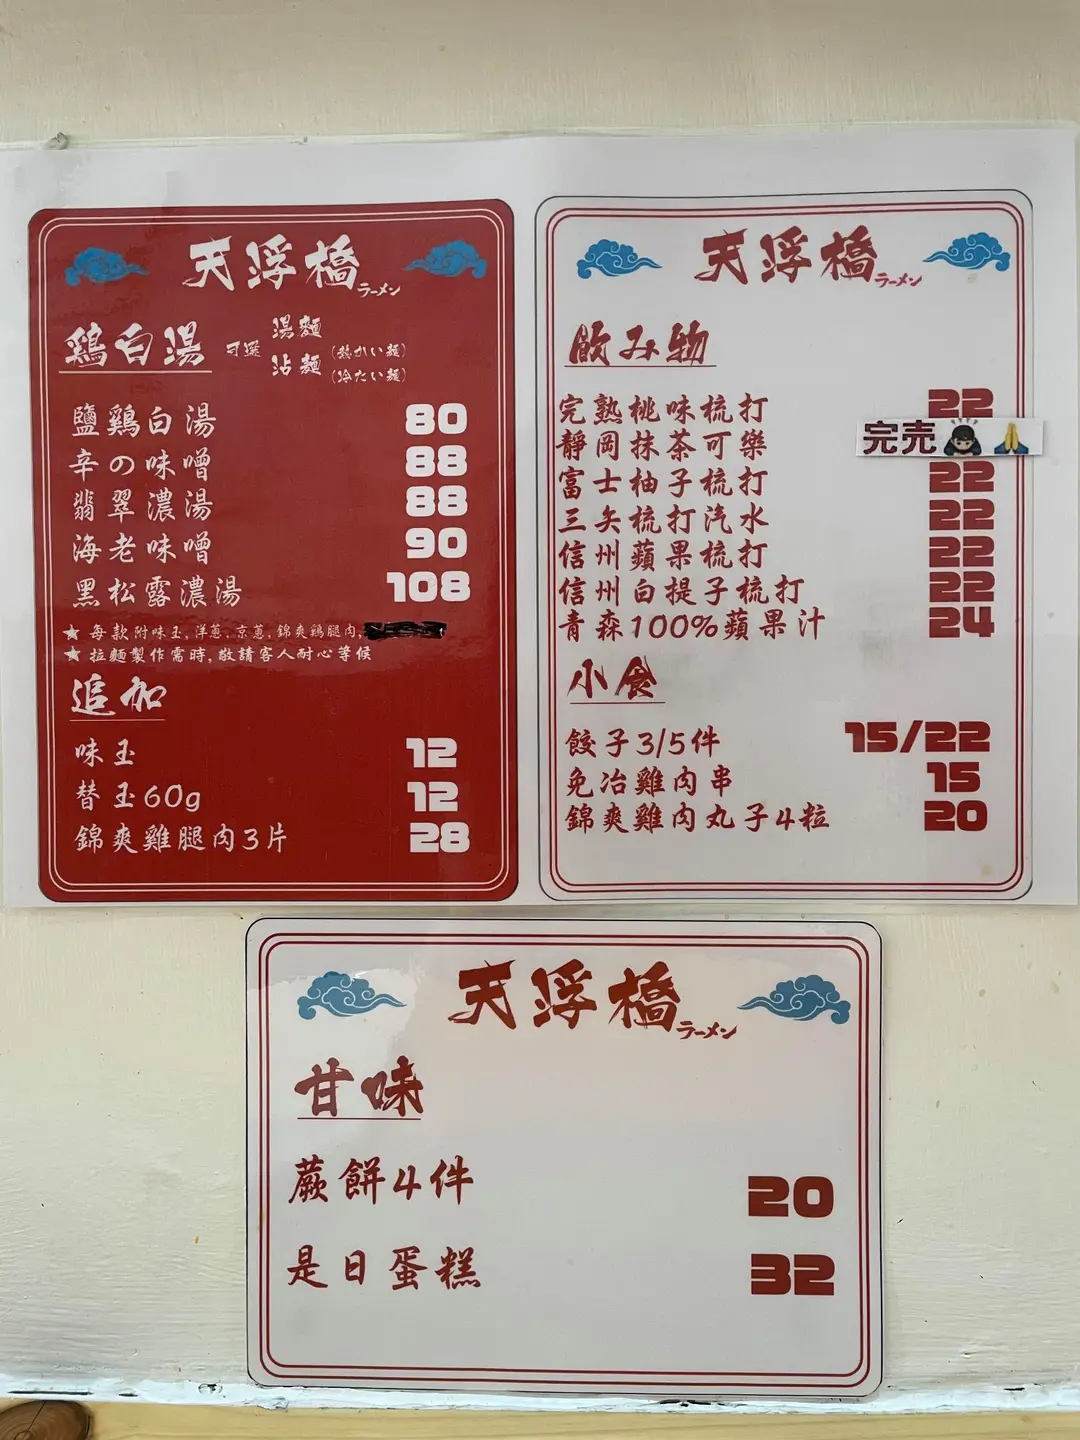 天浮橋
ラーメン
鶏白湯 可選 湯麵 (熱かい麺)
沾麵 (冷たい麺)
鹽鶏白湯 80
辛の味噌 88
翡翠濃湯 88
海老味噌 90
黑松露濃湯 108
★ 每款附味玉, 洋蔥, 京蔥, 錦爽鶏腿肉,
★ 拉麵製作需時, 敬請客人耐心等候
追加
味玉 12
替玉60g 12
錦爽雞腿肉3片 28
天浮橋
ラーメン
飲み物
完熟桃味梳打 22
靜岡抹茶可樂 完売🙇🏻‍♀️🙏
富士柚子梳打 22
三矢梳打汽水 22
信州蘋果梳打 22
信州白提子梳打 22
青森100%蘋果汁 24
小食
餃子3/5件 15/22
免治雞肉串 15
錦爽雞肉丸子4粒 20
天浮橋
ラーメン
甘味
蕨餅4件 20
是日蛋糕 32